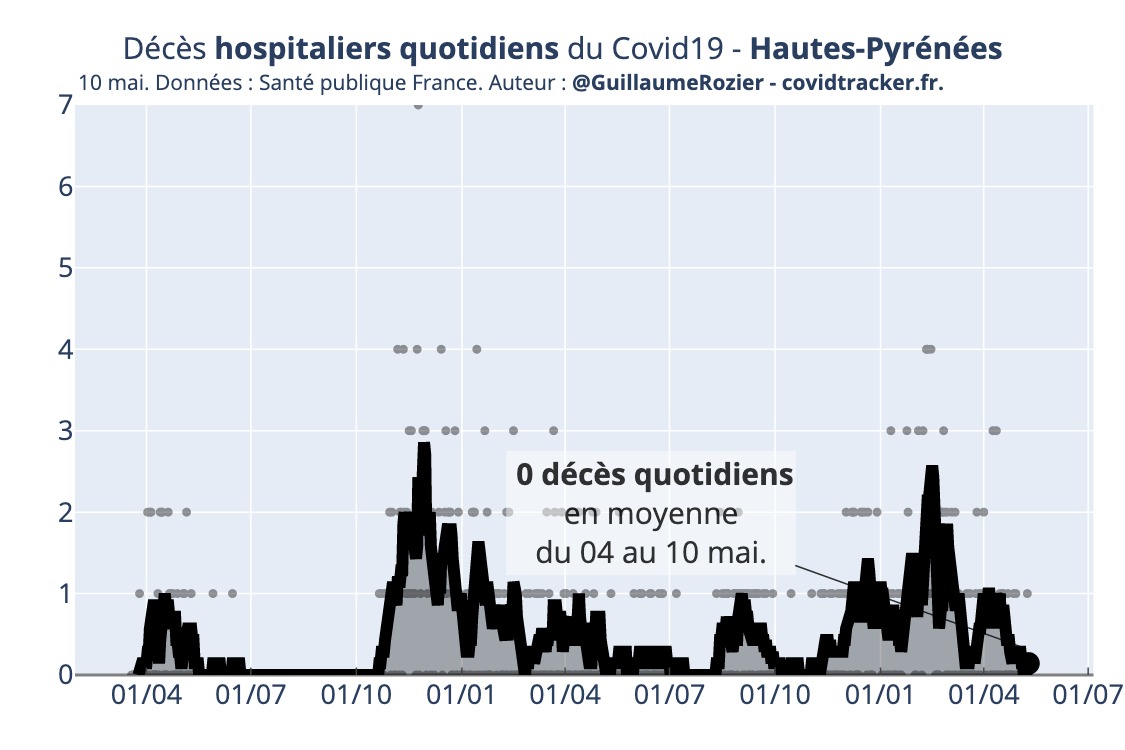 Décès hospitaliers quotidiens du Covid19 - Hautes-Pyrénées
10 mai. Données : Santé publique France. Auteur : @GuillaumeRozier - covidtracker.fr.
7
6
5
4
3
2
1
0
0 décès quotidiens
en moyenne
du 04 au 10 mai.
01/04 01/07 01/10 01/01 01/04 01/07 01/10 01/01 01/04 01/07